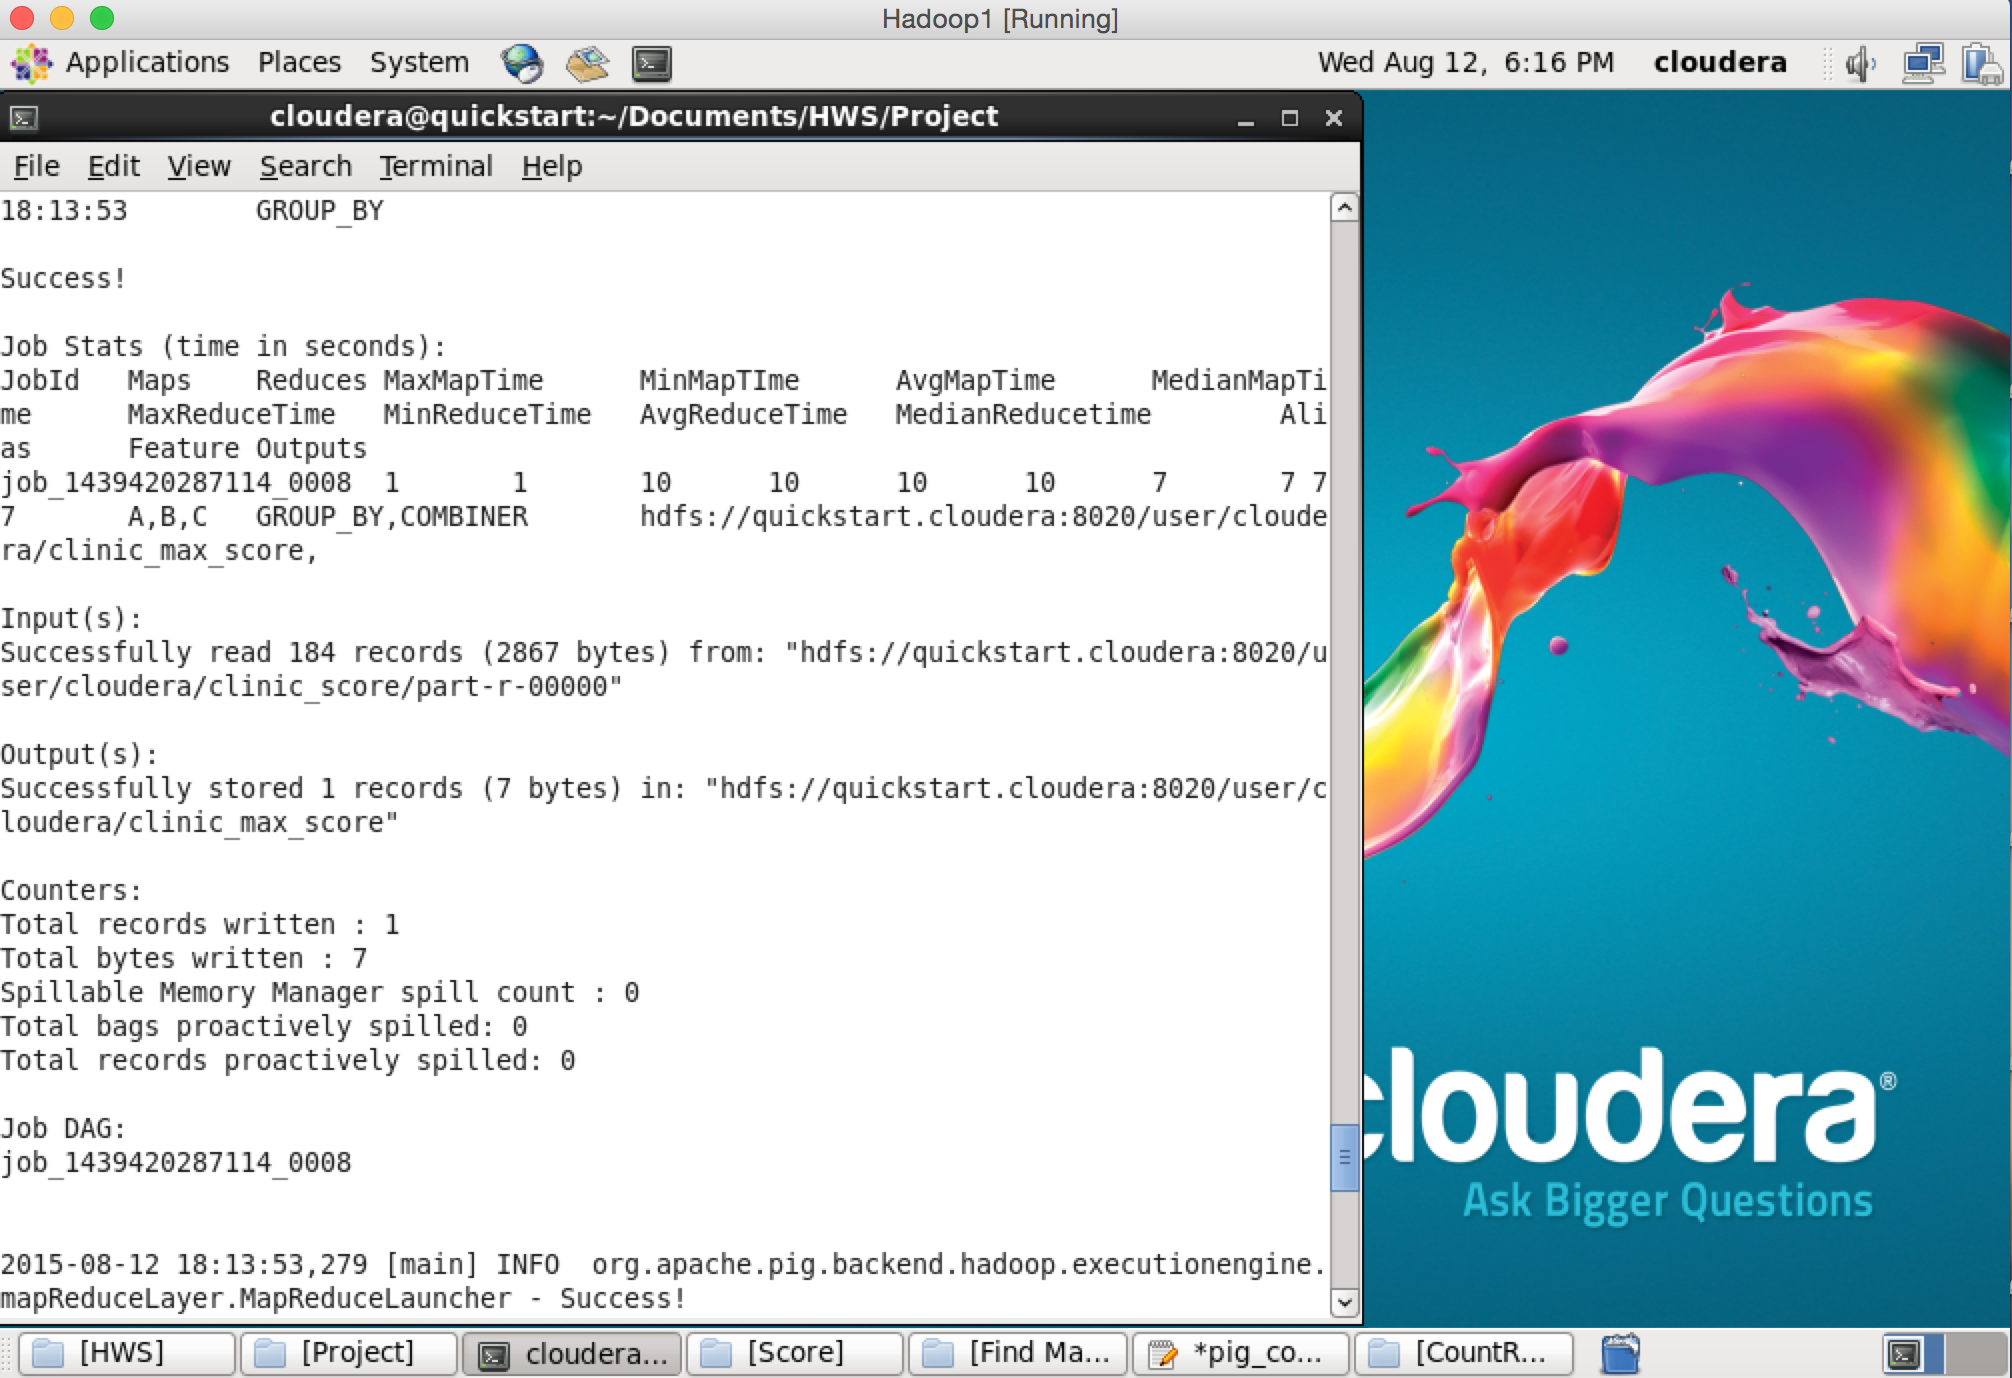 Hadoop1 [Running]
Applications Places System Wed Aug 12, 6:16 PM cloudera
cloudera@quickstart:~/Documents/HWS/Project
File Edit View Search Terminal Help
18:13:53 GROUP_BY
Success!
Job Stats (time in seconds):
JobId Maps Reduces MaxMapTime MinMapTIme AvgMapTime MedianMapTi
me MaxReduceTime MinReduceTime AvgReduceTime MedianReducetime Ali
as Feature Outputs
job_1439420287114_0008 1 1 10 10 10 10 7 7 7
7 A,B,C GROUP_BY,COMBINER hdfs://quickstart.cloudera:8020/user/cloude
ra/clinic_max_score,
Input(s):
Successfully read 184 records (2867 bytes) from: "hdfs://quickstart.cloudera:8020/u
ser/cloudera/clinic_score/part-r-00000"
Output(s):
Successfully stored 1 records (7 bytes) in: "hdfs://quickstart.cloudera:8020/user/c
loudera/clinic_max_score"
Counters:
Total records written : 1
Total bytes written : 7
Spillable Memory Manager spill count : 0
Total bags proactively spilled: 0
Total records proactively spilled: 0
Job DAG:
job_1439420287114_0008
2015-08-12 18:13:53,279 [main] INFO org.apache.pig.backend.hadoop.executionengine.
mapReduceLayer.MapReduceLauncher - Success!
cloudera®
Ask Bigger Questions
[HWS] [Project] cloudera... [Score] [Find Ma... *pig_co... [CountR...